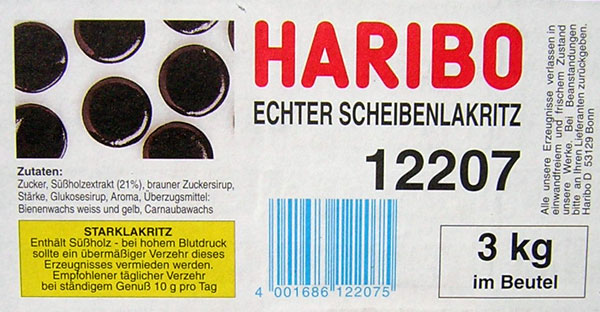 HARIBO
ECHTER SCHEIBENLAKRITZ
12207
Zutaten:
Zucker, Süßholzextrakt (21%), brauner Zuckersirup,
Stärke, Glukosesirup, Aroma, Überzugsmittel:
Bienenwachs weiss und gelb, Carnaubawachs
STARKLAKRITZ
Enthält Süßholz - bei hohem Blutdruck
sollte ein übermäßiger Verzehr dieses
Erzeugnisses vermieden werden.
Empfohlener täglicher Verzehr
bei ständigem Genuß 10 g pro Tag
4 001686 122075
3 kg
im Beutel
Alle unsere Erzeugnisse verlassen in
einwandfreiem und frischem Zustand
unsere Werke. Bei Beanstandungen
bitte an Ihren Lieferanten zurückgeben.
Haribo D 53129 Bonn